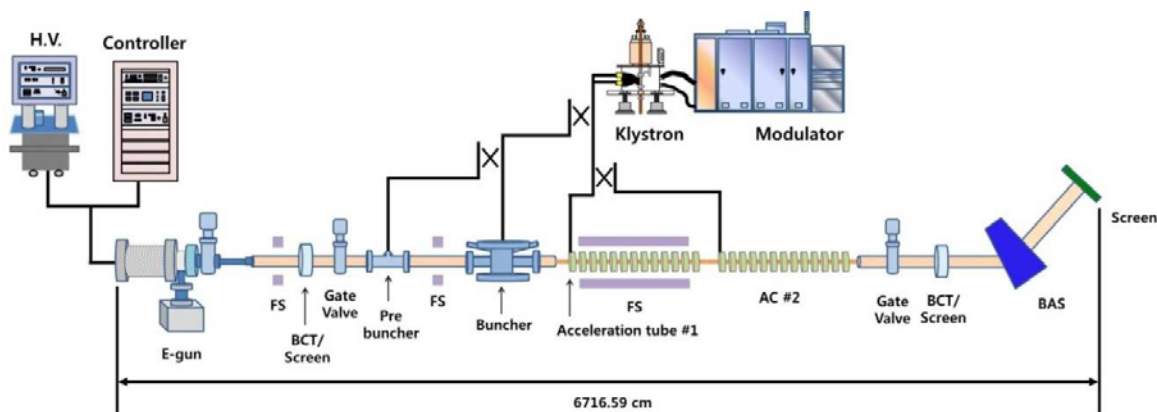 H.V.
Controller
Klystron
Modulator
Screen
FS
Gate
Valve
Pre
buncher
FS
Buncher
FS
AC #2
Gate
Valve
BCT/
Screen
BAS
E-gun
BCT/
Screen
Acceleration tube #1
6716.59 cm